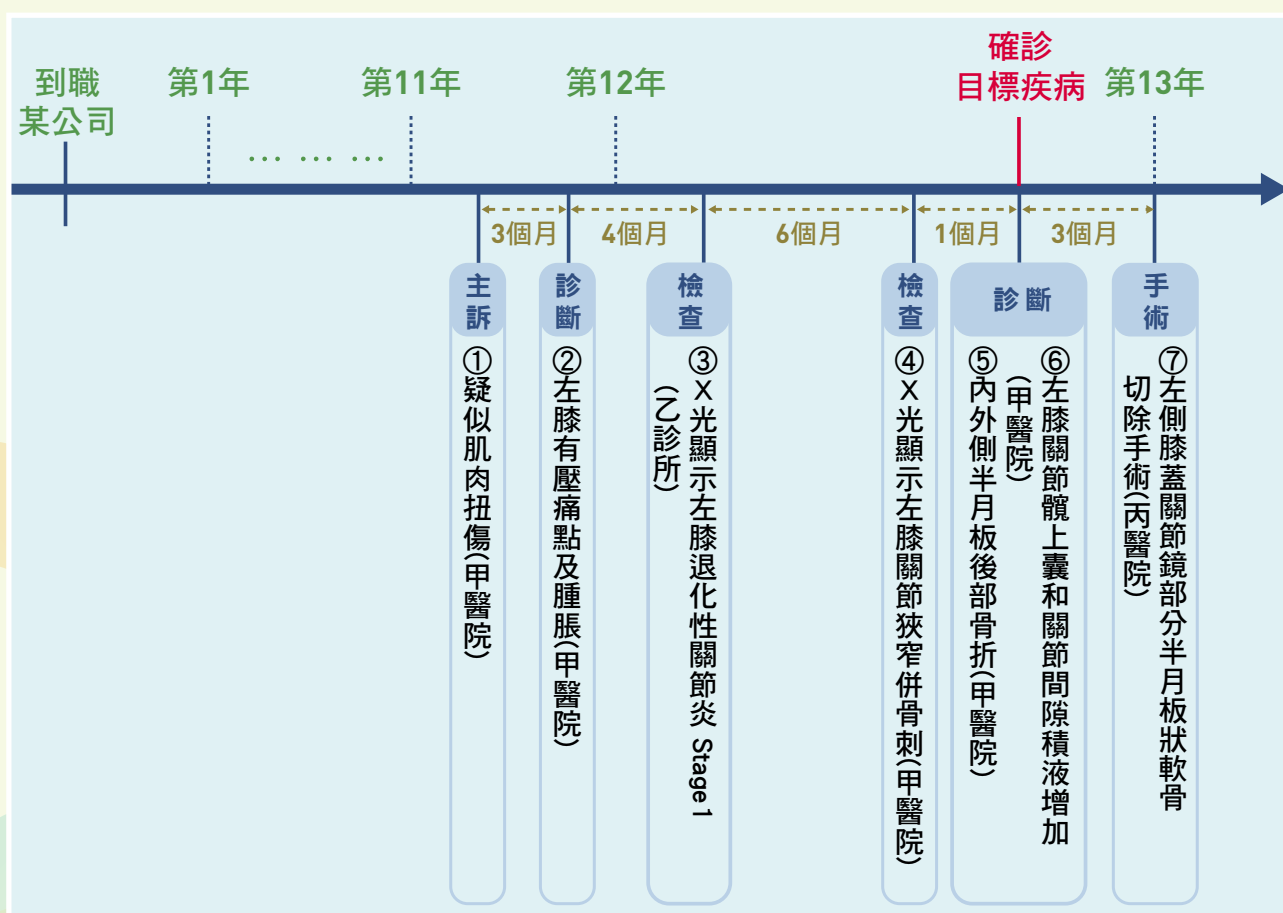 到職
某公司
第1年
… … …
第11年
第12年
確診
目標疾病
第13年
3個月
4個月
6個月
1個月
3個月
主訴
①疑似肌肉扭傷(甲醫院)
診斷
②左膝有壓痛點及腫脹(甲醫院)
檢查
③X光顯示左膝退化性關節炎 Stage 1
(乙診所)
檢查
④X光顯示左膝關節狹窄併骨刺(甲醫院)
診斷
⑥左膝關節髕上囊和關節間隙積液增加
(甲醫院)
⑤內外側半月板後部骨折(甲醫院)
手術
⑦左側膝蓋關節鏡部分半月板狀軟骨
切除手術(丙醫院)